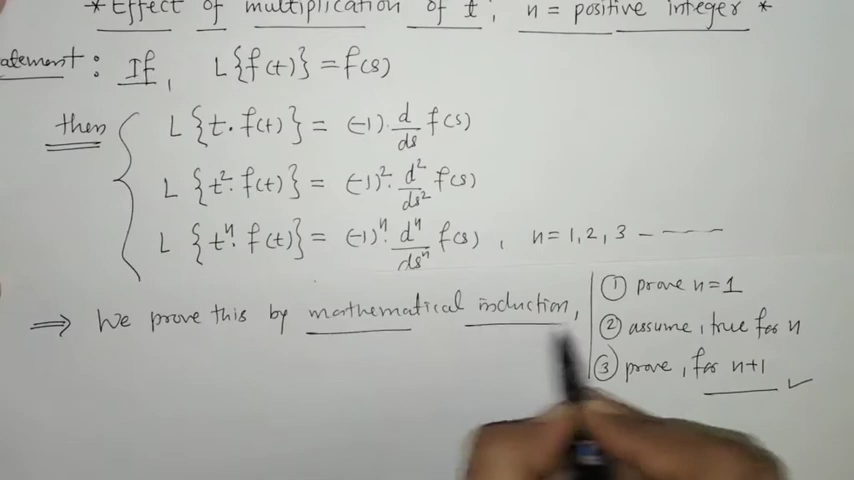 *Effect of multiplication of t, n = positive integer *
atement : If, L{f(t)} = f(s)
then L{t. f(t)} = (-1). d/ds f(s)
L{t². f(t)} = (-1)². d²/ds² f(s)
L{tⁿ. f(t)} = (-1)ⁿ. dⁿ/dsⁿ f(s), n = 1, 2, 3 - - - -
⇒ We prove this by mathematical induction,
① prove n = 1
② assume, true for n
③ prove, for n+1 ✓